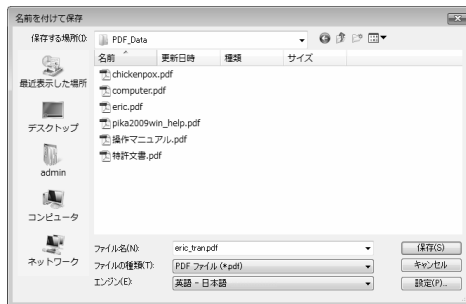 名前を付けて保存
保存する場所(I):
PDF_Data
名前 更新日時 種類 サイズ
chickenpox.pdf
computer.pdf
eric.pdf
pika2009win_help.pdf
操作マニュアル.pdf
特許文書.pdf
最近表示した場所
デスクトップ
admin
コンピュータ
ネットワーク
ファイル名(N): eric_tran.pdf 保存(S)
ファイルの種類(T): PDF ファイル (*.pdf) キャンセル
エンジン(E): 英語 - 日本語 設定(P)...